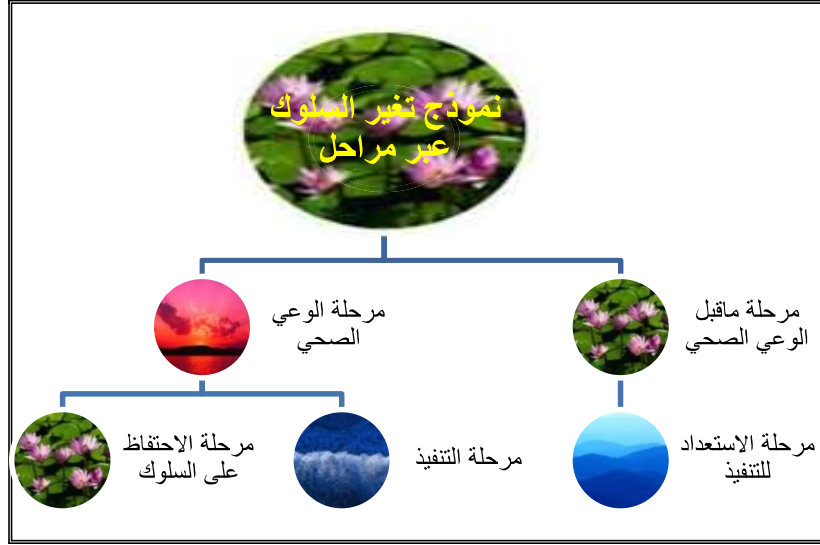 نموذج تغير السلوك
عبر مراحل
مرحلة ماقبل
الوعي الصحي
مرحلة الوعي
الصحي
مرحلة الاستعداد
للتنفيذ
مرحلة التنفيذ
مرحلة الاحتفاظ
على السلوك